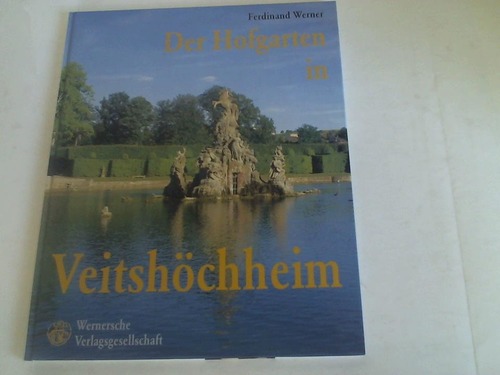 Ferdinand Werner
Der Hofgarten
in
Veitshöchheim
Wernersche
Verlagsgesellschaft